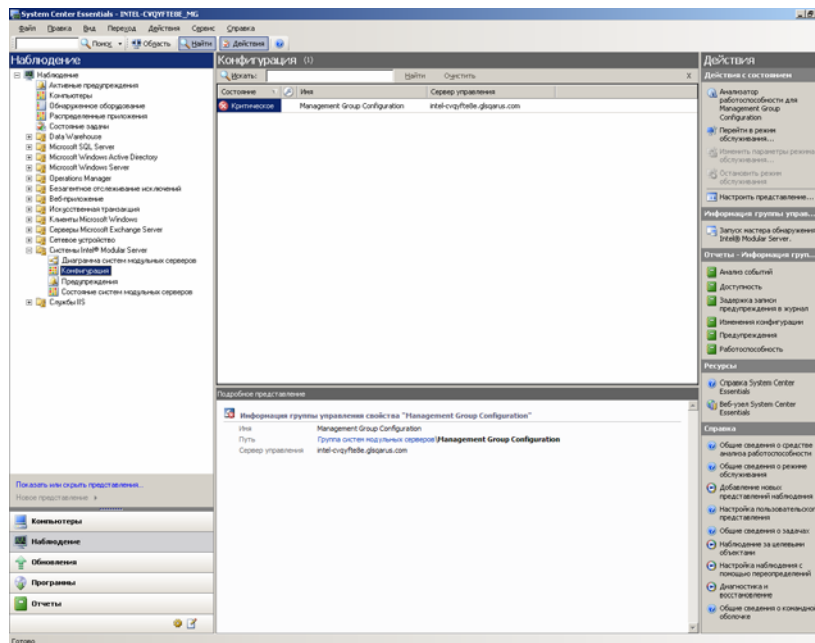 System Center Essentials - INTEL-CVQYFTE8E_MG
Файл Правка Вид Переход Действия Сервис Справка
Поиск Область Найти Действия
Наблюдение
Наблюдение
Активные предупреждения
Компьютеры
Обнаруженное оборудование
Распределенные приложения
Состояние задачи
Data Warehouse
Microsoft SQL Server
Microsoft Windows Active Directory
Microsoft Windows Server
Operations Manager
Безагентное отслеживание исключений
Веб-приложение
Искусственная транзакция
Клиенты Microsoft Windows
Серверы Microsoft Exchange Server
Сетевое устройство
Системы Intel® Modular Server
Диаграмма систем модульных серверов
Конфигурация
Предупреждения
Состояние систем модульных серверов
Службы IIS
Показать или скрыть представления...
Новое представление
Компьютеры
Наблюдение
Обновления
Программы
Отчеты
Готово
Конфигурация (1)
Искать: Найти Очистить X
Состояние Имя Сервер управления
Критическое Management Group Configuration intel-cvqyfte8e.glsqarus.com
Подробное представление
Информация группы управления свойства "Management Group Configuration"
Имя Management Group Configuration
Путь Группа систем модульных серверов\Management Group Configuration
Сервер управления intel-cvqyfte8e.glsqarus.com
Действия
Действия с состоянием
Анализатор
работоспособности для
Management Group
Configuration
Перейти в режим
обслуживания...
Изменить параметры режима
обслуживания...
Остановить режим
обслуживания
Настроить представление...
Информация группы управ...
Запуск мастера обнаружения
Intel® Modular Server.
Отчеты - Информация груп...
Анализ событий
Доступность
Задержка записи
предупреждения в журнал
Изменения конфигурации
Предупреждения
Работоспособность
Ресурсы
Справка System Center
Essentials
Веб-узел System Center
Essentials
Справка
Общие сведения о средстве
анализа работоспособности
Общие сведения о режиме
обслуживания
Добавление новых
представлений наблюдения
Настройка пользовательского
представления
Общие сведения о задачах
Наблюдение за целевыми
объектами
Настройка наблюдения с
помощью переопределений
Диагностика и
восстановление
Общие сведения о командной
оболочке